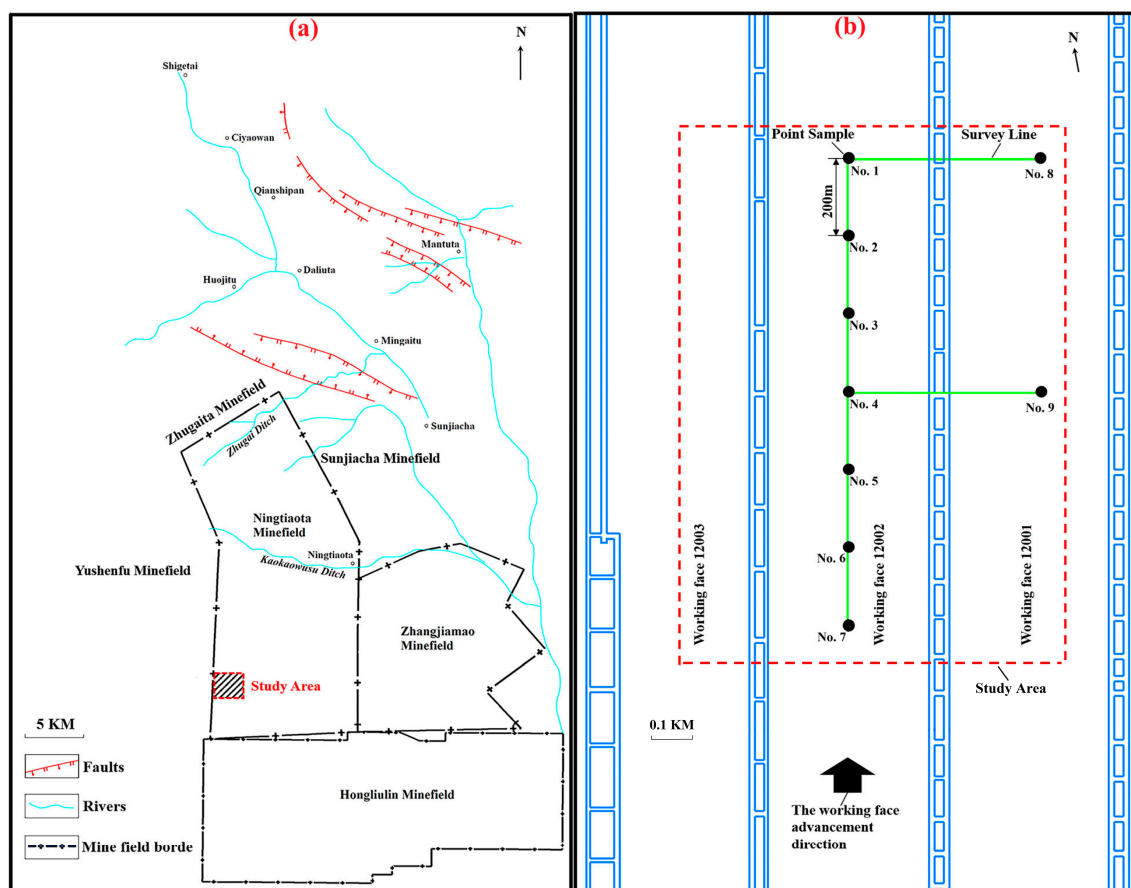 (a)
N
Shigetai
Ciyaowan
Qianshipan
Mantuta
Daliuta
Huojitu
Mingaitu
Zhugaita Minefield
Zhugai Ditch
Sunjiacha
Sunjiacha Minefield
Ningtiaota
Minefield
Ningtiaota
Kaokaowusu Ditch
Yushenfu Minefield
Zhangjiamao
Minefield
Study Area
5 KM
Faults
Rivers
Mine field borde
Hongliulin Minefield
(b)
N
Point Sample
Survey Line
No. 1
No. 8
200m
No. 2
No. 3
No. 4
No. 9
No. 5
No. 6
No. 7
Working face 12003
Working face 12002
Working face 12001
Study Area
0.1 KM
The working face
advancement
direction